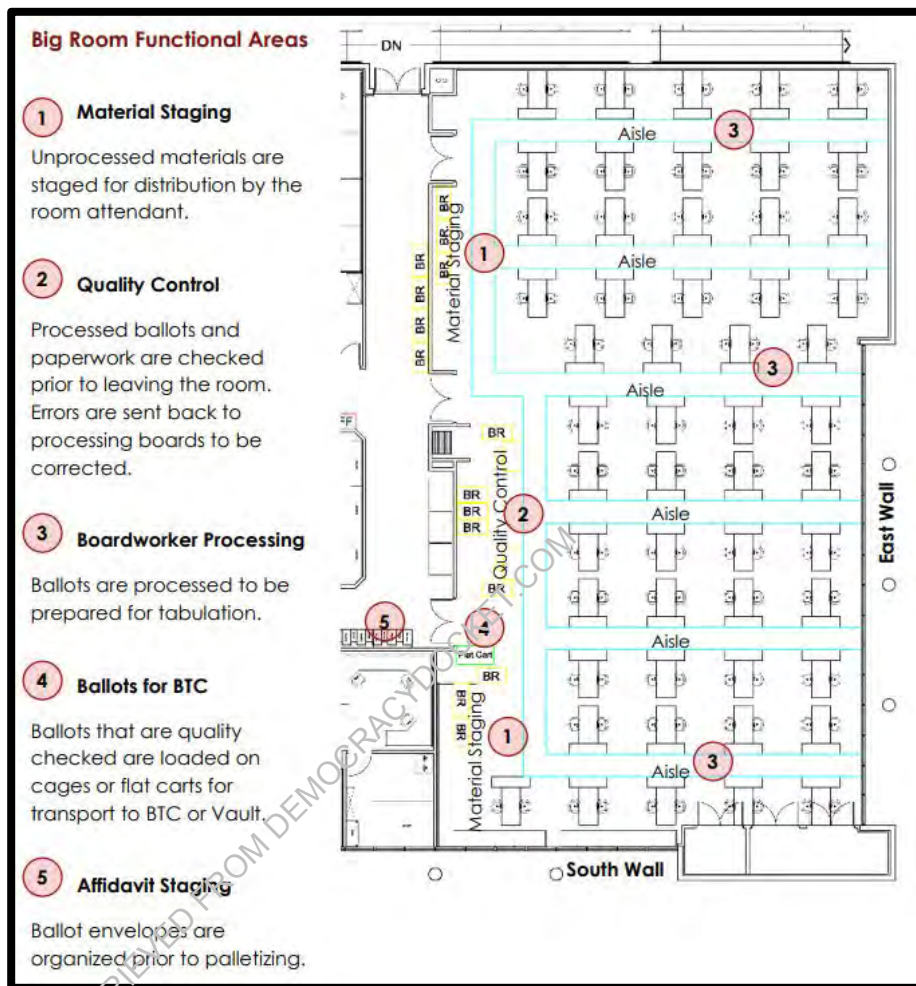 Big Room Functional Areas
1 Material Staging
Unprocessed materials are
staged for distribution by the
room attendant.
2 Quality Control
Processed ballots and
paperwork are checked
prior to leaving the room.
Errors are sent back to
processing boards to be
corrected.
3 Boardworker Processing
Ballots are processed to be
prepared for tabulation.
4 Ballots for BTC
Ballots that are quality
checked are loaded on
cages or flat carts for
transport to BTC or Vault.
5 Affidavit Staging
Ballot envelopes are
organized prior to palletizing.
DN
Aisle
3
BR
BR
BR
BR
BR
BR
BR
Material Staging
1
Aisle
3
Aisle
BR
BR
BR
BR
Quality Control
2
Aisle
BR
East Wall
5
4
Flat Cart
Aisle
BR
BR
BR
Material Staging
1
3
Aisle
South Wall
RIEVED FROM DEMOCRACYDOCKET.COM